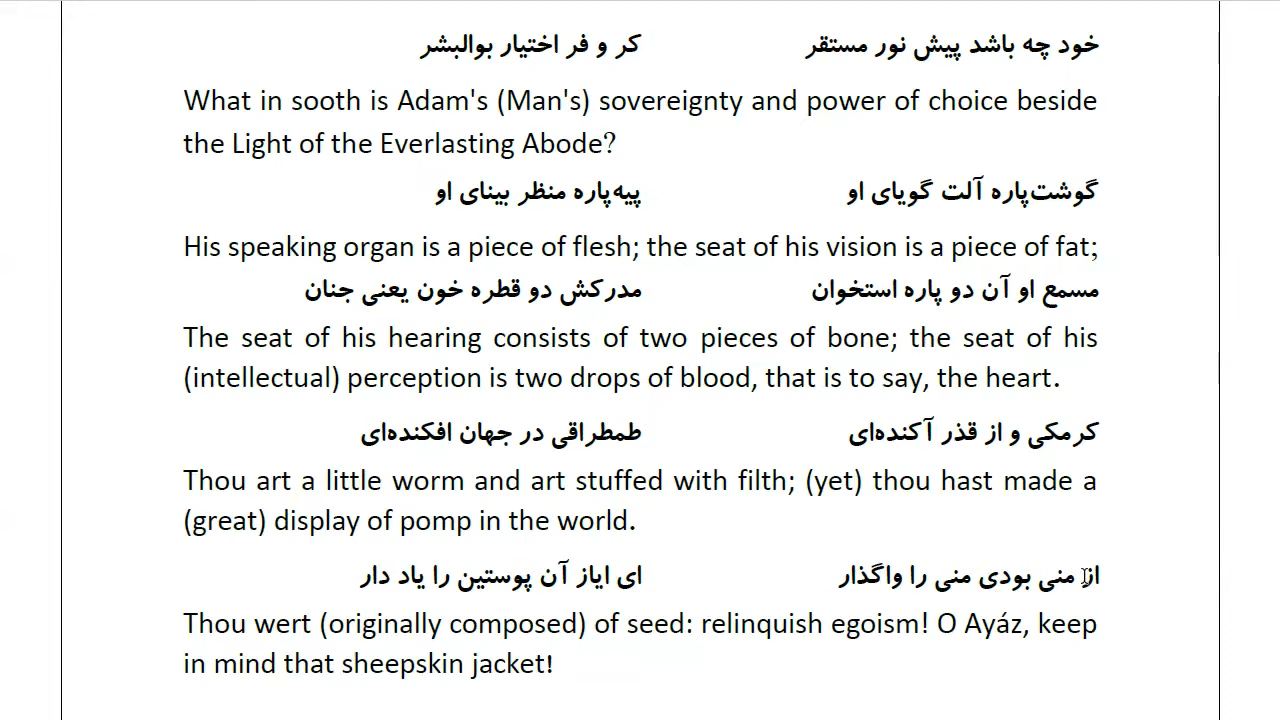 خود چه باشد پیش نور مستقر کر و فر اختیار بوالبشر
What in sooth is Adam's (Man's) sovereignty and power of choice beside
the Light of the Everlasting Abode?
گوشت‌پاره آلت گویای او پیه‌پاره منظر بینای او
His speaking organ is a piece of flesh; the seat of his vision is a piece of fat;
مسمع او آن دو پاره استخوان مدرکش دو قطره خون یعنی جنان
The seat of his hearing consists of two pieces of bone; the seat of his
(intellectual) perception is two drops of blood, that is to say, the heart.
کرمکی و از قذر آکنده‌ای طمطراقی در جهان افکنده‌ای
Thou art a little worm and art stuffed with filth; (yet) thou hast made a
(great) display of pomp in the world.
از منی بودی منی را واگذار ای ایاز آن پوستین را یاد دار
Thou wert (originally composed) of seed: relinquish egoism! O Ayáz, keep
in mind that sheepskin jacket!